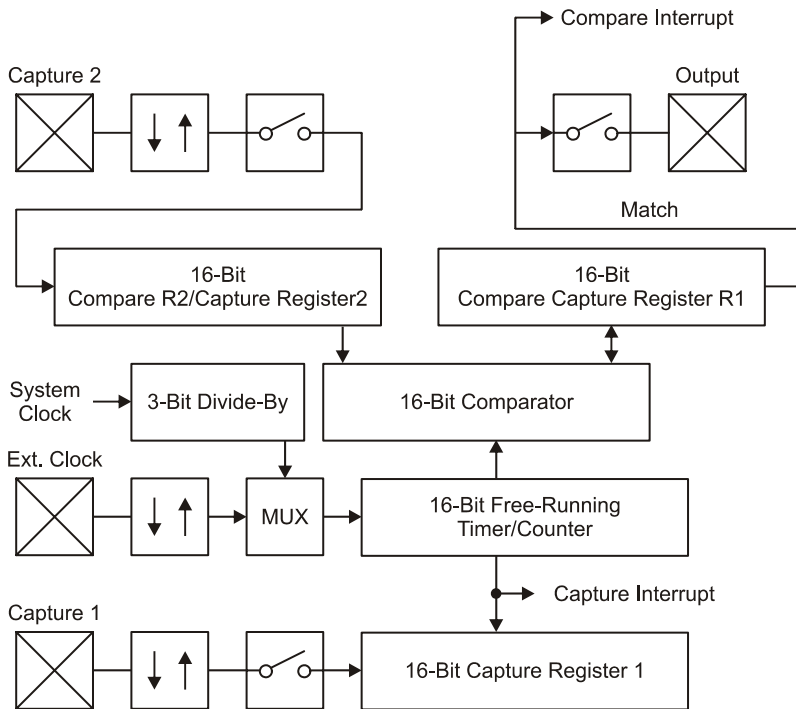 Compare Interrupt
Capture 2
Output
Match
16-Bit
Compare R2/Capture Register2
16-Bit
Compare Capture Register R1
System
Clock
3-Bit Divide-By
16-Bit Comparator
Ext. Clock
MUX
16-Bit Free-Running
Timer/Counter
Capture Interrupt
Capture 1
16-Bit Capture Register 1